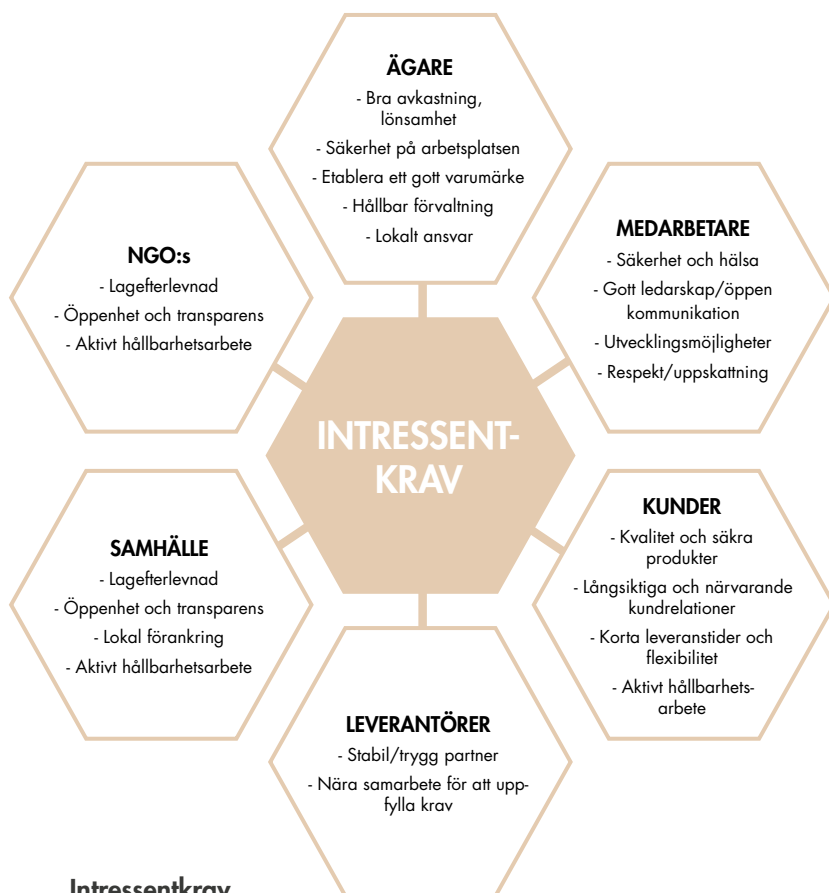 ÄGARE
- Bra avkastning,
lönsamhet
- Säkerhet på arbetsplatsen
- Etablera ett gott varumärke
- Hållbar förvaltning
- Lokalt ansvar
NGO:s
- Lagefterlevnad
- Öppenhet och transparens
- Aktivt hållbarhetsarbete
MEDARBETARE
- Säkerhet och hälsa
- Gott ledarskap/öppen
kommunikation
- Utvecklingsmöjligheter
- Respekt/uppskattning
INTRESSENT-
KRAV
SAMHÄLLE
- Lagefterlevnad
- Öppenhet och transparens
- Lokal förankring
- Aktivt hållbarhetsarbete
KUNDER
- Kvalitet och säkra
produkter
- Långsiktiga och närvarande
kundrelationer
- Korta leveranstider och
flexibilitet
- Aktivt hållbarhets-
arbete
LEVERANTÖRER
- Stabil/trygg partner
- Nära samarbete för att upp-
fylla krav
Intressentkrav